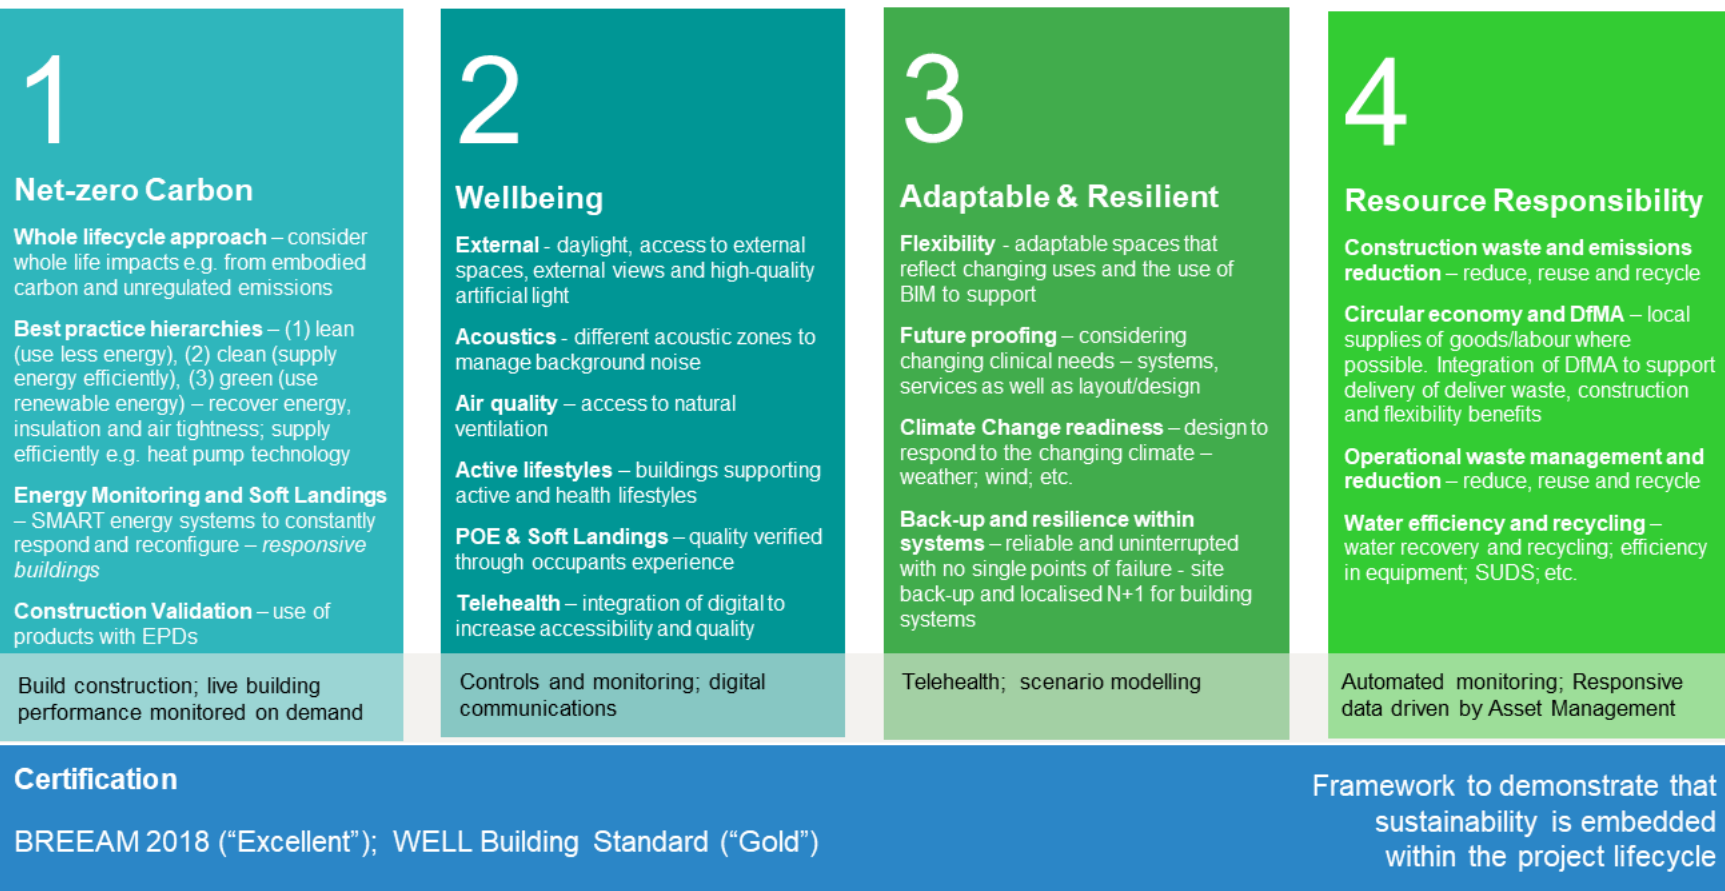 1
Net-zero Carbon
Whole lifecycle approach – consider
whole life impacts e.g. from embodied
carbon and unregulated emissions
Best practice hierarchies – (1) lean
(use less energy), (2) clean (supply
energy efficiently), (3) green (use
renewable energy) – recover energy,
insulation and air tightness; supply
efficiently e.g. heat pump technology
Energy Monitoring and Soft Landings
– SMART energy systems to constantly
respond and reconfigure – responsive
buildings
Construction Validation – use of
products with EPDs
Build construction; live building
performance monitored on demand
2
Wellbeing
External - daylight, access to external
spaces, external views and high-quality
artificial light
Acoustics - different acoustic zones to
manage background noise
Air quality – access to natural
ventilation
Active lifestyles – buildings supporting
active and health lifestyles
POE & Soft Landings – quality verified
through occupants experience
Telehealth – integration of digital to
increase accessibility and quality
Controls and monitoring; digital
communications
3
Adaptable & Resilient
Flexibility - adaptable spaces that
reflect changing uses and the use of
BIM to support
Future proofing – considering
changing clinical needs – systems,
services as well as layout/design
Climate Change readiness – design to
respond to the changing climate –
weather; wind; etc.
Back-up and resilience within
systems – reliable and uninterrupted
with no single points of failure - site
back-up and localised N+1 for building
systems
Telehealth; scenario modelling
4
Resource Responsibility
Construction waste and emissions
reduction – reduce, reuse and recycle
Circular economy and DfMA – local
supplies of goods/labour where
possible. Integration of DfMA to support
delivery of deliver waste, construction
and flexibility benefits
Operational waste management and
reduction – reduce, reuse and recycle
Water efficiency and recycling –
water recovery and recycling; efficiency
in equipment; SUDS; etc.
Automated monitoring; Responsive
data driven by Asset Management
Certification
BREEAM 2018 (“Excellent”); WELL Building Standard (“Gold”)
Framework to demonstrate that
sustainability is embedded
within the project lifecycle